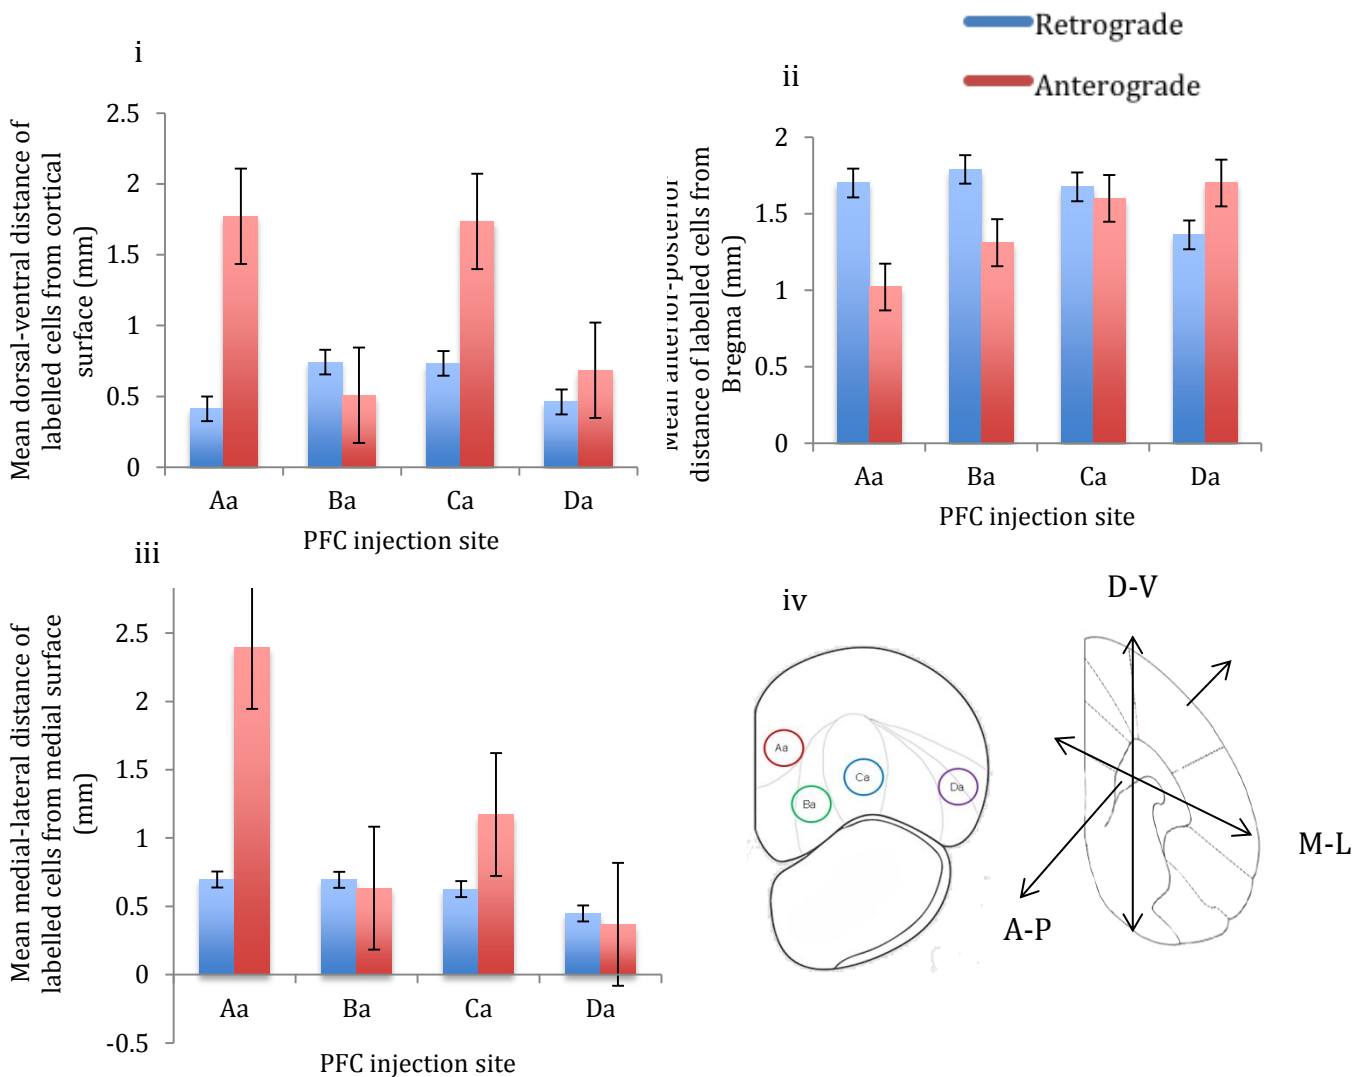 Retrograde
Anterograde
i
Mean dorsal-ventral distance of
labelled cells from cortical
surface (mm)
2.5
2
1.5
1
0.5
0
Aa
Ba
Ca
Da
PFC injection site
ii
Mean anterior-posterior
distance of labelled cells from
Bregma (mm)
2
1.5
1
0.5
0
Aa
Ba
Ca
Da
PFC injection site
iii
Mean medial-lateral distance of
labelled cells from medial surface
(mm)
2.5
2
1.5
1
0.5
0
-0.5
Aa
Ba
Ca
Da
PFC injection site
iv
Aa
Ba
Ca
Da
D-V
M-L
A-P